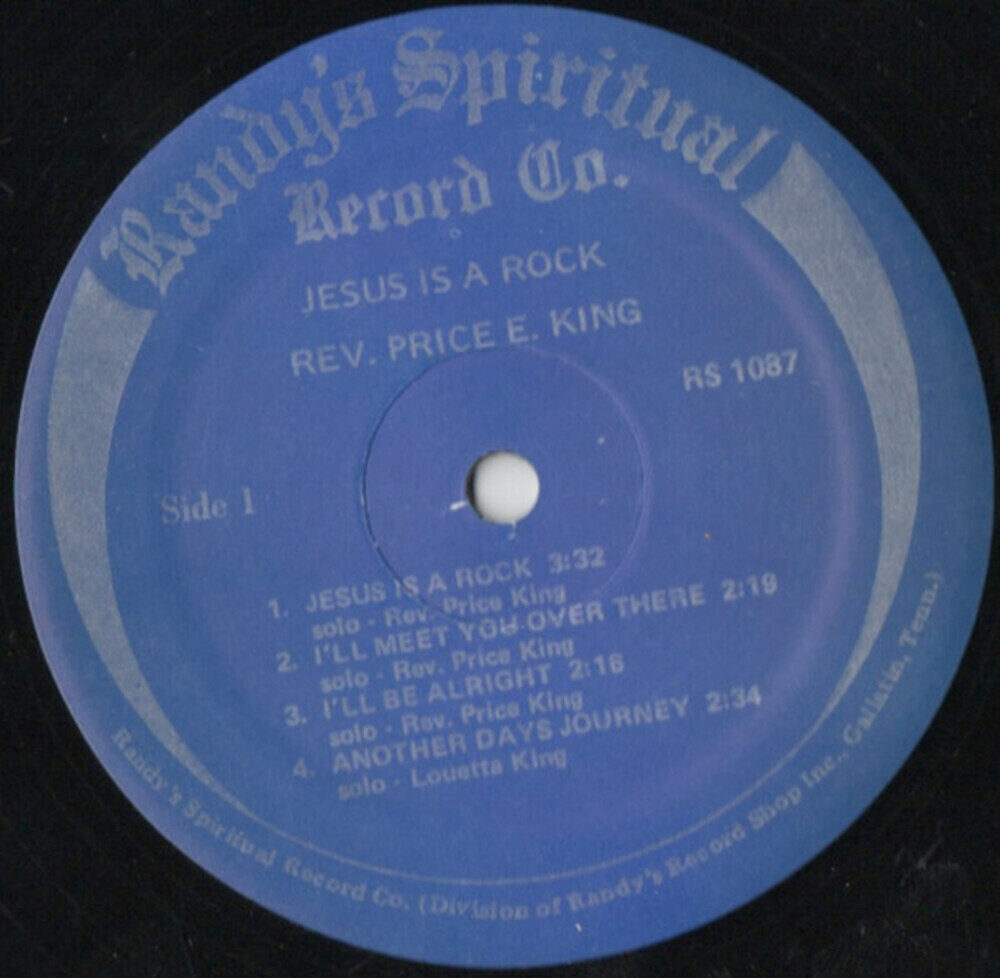 Randy's Spiritual
Record Co.
JESUS IS A ROCK
REV. PRICE E. KING
RS 1087
Side 1
1. JESUS IS A ROCK 3:32
solo - Rev. Price King
2. I'LL MEET YOU OVER THERE 2:19
solo - Rev. Price King
3. I'LL BE ALRIGHT 2:16
solo - Rev. Price King
4. ANOTHER DAYS JOURNEY 2:34
solo - Louetta King
Randy's Spiritual Record Co. (Division of Randy's Record Shop Inc., Gallatin, Tenn.)